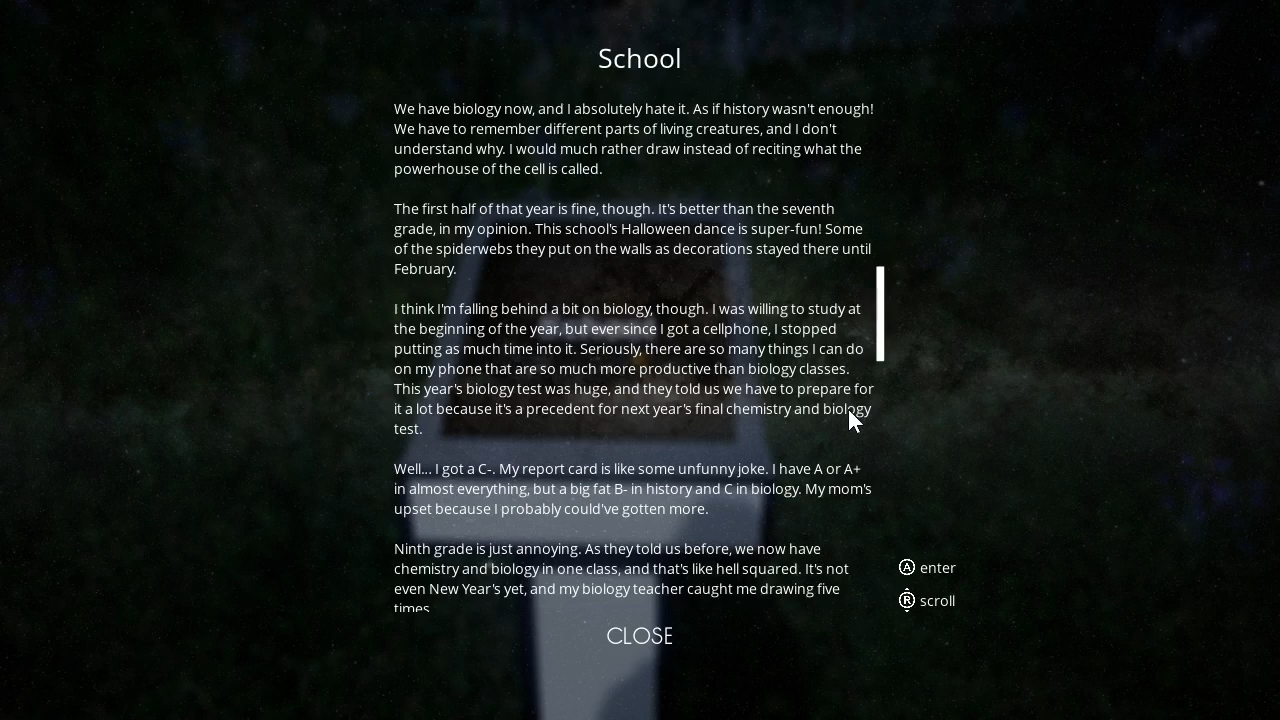 School
We have biology now, and I absolutely hate it. As if history wasn't enough!
We have to remember different parts of living creatures, and I don't
understand why. I would much rather draw instead of reciting what the
powerhouse of the cell is called.
The first half of that year is fine, though. It's better than the seventh
grade, in my opinion. This school's Halloween dance is super-fun! Some
of the spiderwebs they put on the walls as decorations stayed there until
February.
I think I'm falling behind a bit on biology, though. I was willing to study at
the beginning of the year, but ever since I got a cellphone, I stopped
putting as much time into it. Seriously, there are so many things I can do
on my phone that are so much more productive than biology classes.
This year's biology test was huge, and they told us we have to prepare for
it a lot because it's a precedent for next year's final chemistry and biology
test.
Well... I got a C-. My report card is like some unfunny joke. I have A or A+
in almost everything, but a big fat B- in history and C in biology. My mom's
upset because I probably could've gotten more.
Ninth grade is just annoying. As they told us before, we now have
chemistry and biology in one class, and that's like hell squared. It's not
even New Year's yet, and my biology teacher caught me drawing five
times
A enter
R scroll
CLOSE